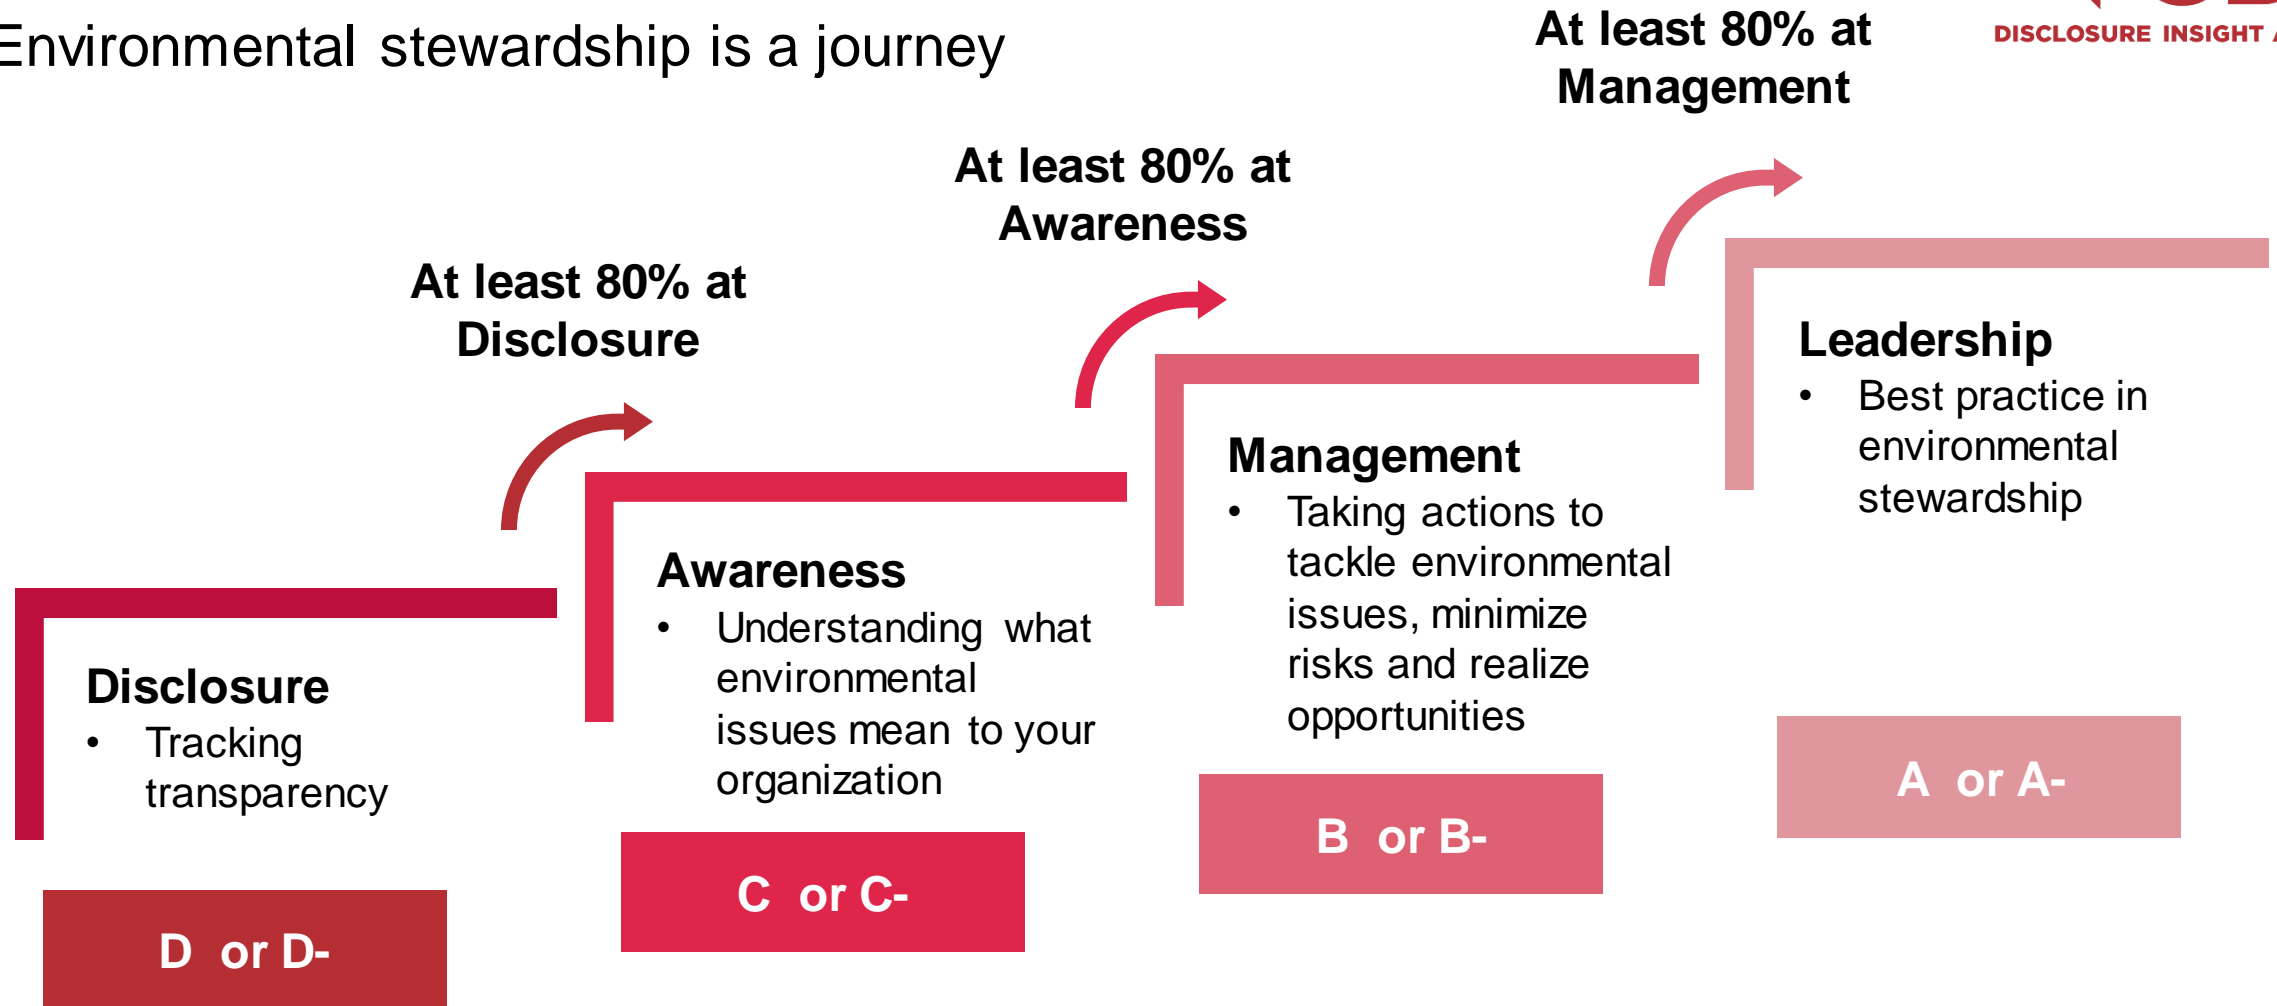 Environmental stewardship is a journey
DISCLOSURE INSIGHT
At least 80% at
Management
At least 80% at
Awareness
At least 80% at
Disclosure
Disclosure
• Tracking
transparency
D or D-
Awareness
• Understanding what
environmental
issues mean to your
organization
C or C-
Management
• Taking actions to
tackle environmental
issues, minimize
risks and realize
opportunities
B or B-
Leadership
• Best practice in
environmental
stewardship
A or A-